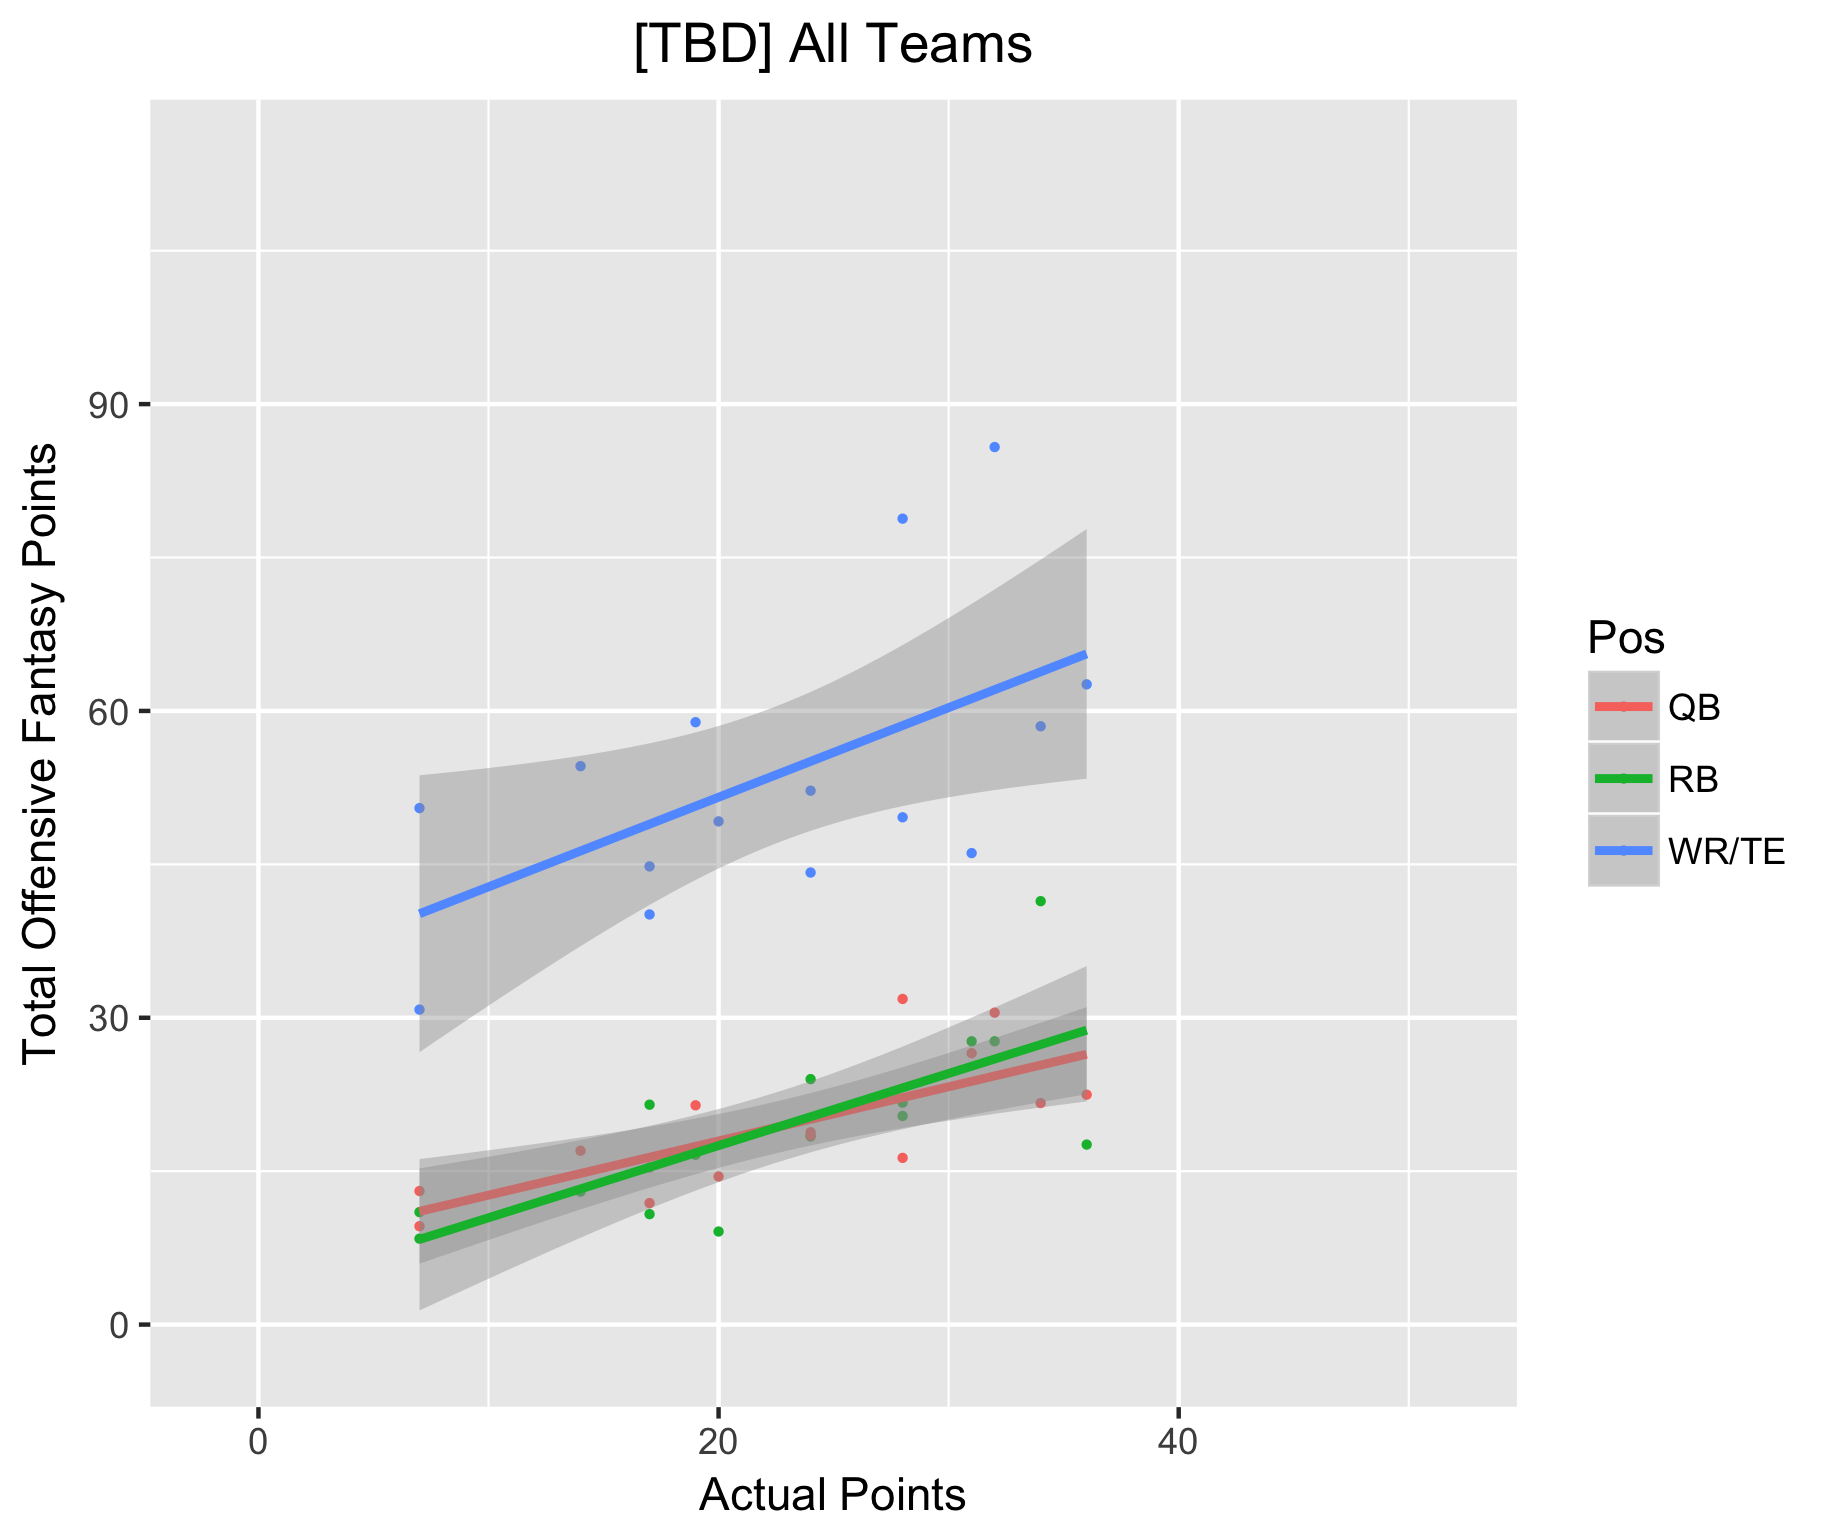 [TBD] All Teams
Total Offensive Fantasy Points
90
60
30
0
0
20
40
Actual Points
Pos
QB
RB
WR/TE